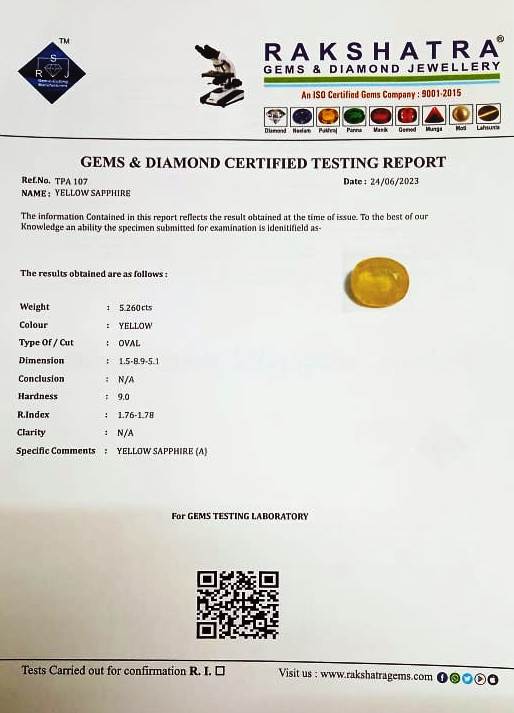 TM
S
R J
RAKSHATRA®
GEMS & DIAMOND JEWELLERY
An ISO Certified Gems Company : 9001-2015
Diamond Neelam Pukhraj Panna Manik Gomed Munga Moti Lahsunia
GEMS & DIAMOND CERTIFIED TESTING REPORT
Ref.No. TPA 107 Date : 24/06/2023
NAME : YELLOW SAPPHIRE
The information Contained in this report reflects the result obtained at the time of issue. To the best of our
Knowledge an ability the specimen submitted for examination is idenitifield as-
The results obtained are as follows :
Weight : 5.260cts
Colour : YELLOW
Type Of / Cut : OVAL
Dimension : 1.5-8.9-5.1
Conclusion : N/A
Hardness : 9.0
R.Index : 1.76-1.78
Clarity : N/A
Specific Comments : YELLOW SAPPHIRE (A)
For GEMS TESTING LABORATORY
Tests Carried out for confirmation R. I. ☐ Visit us : www.rakshatragems.com